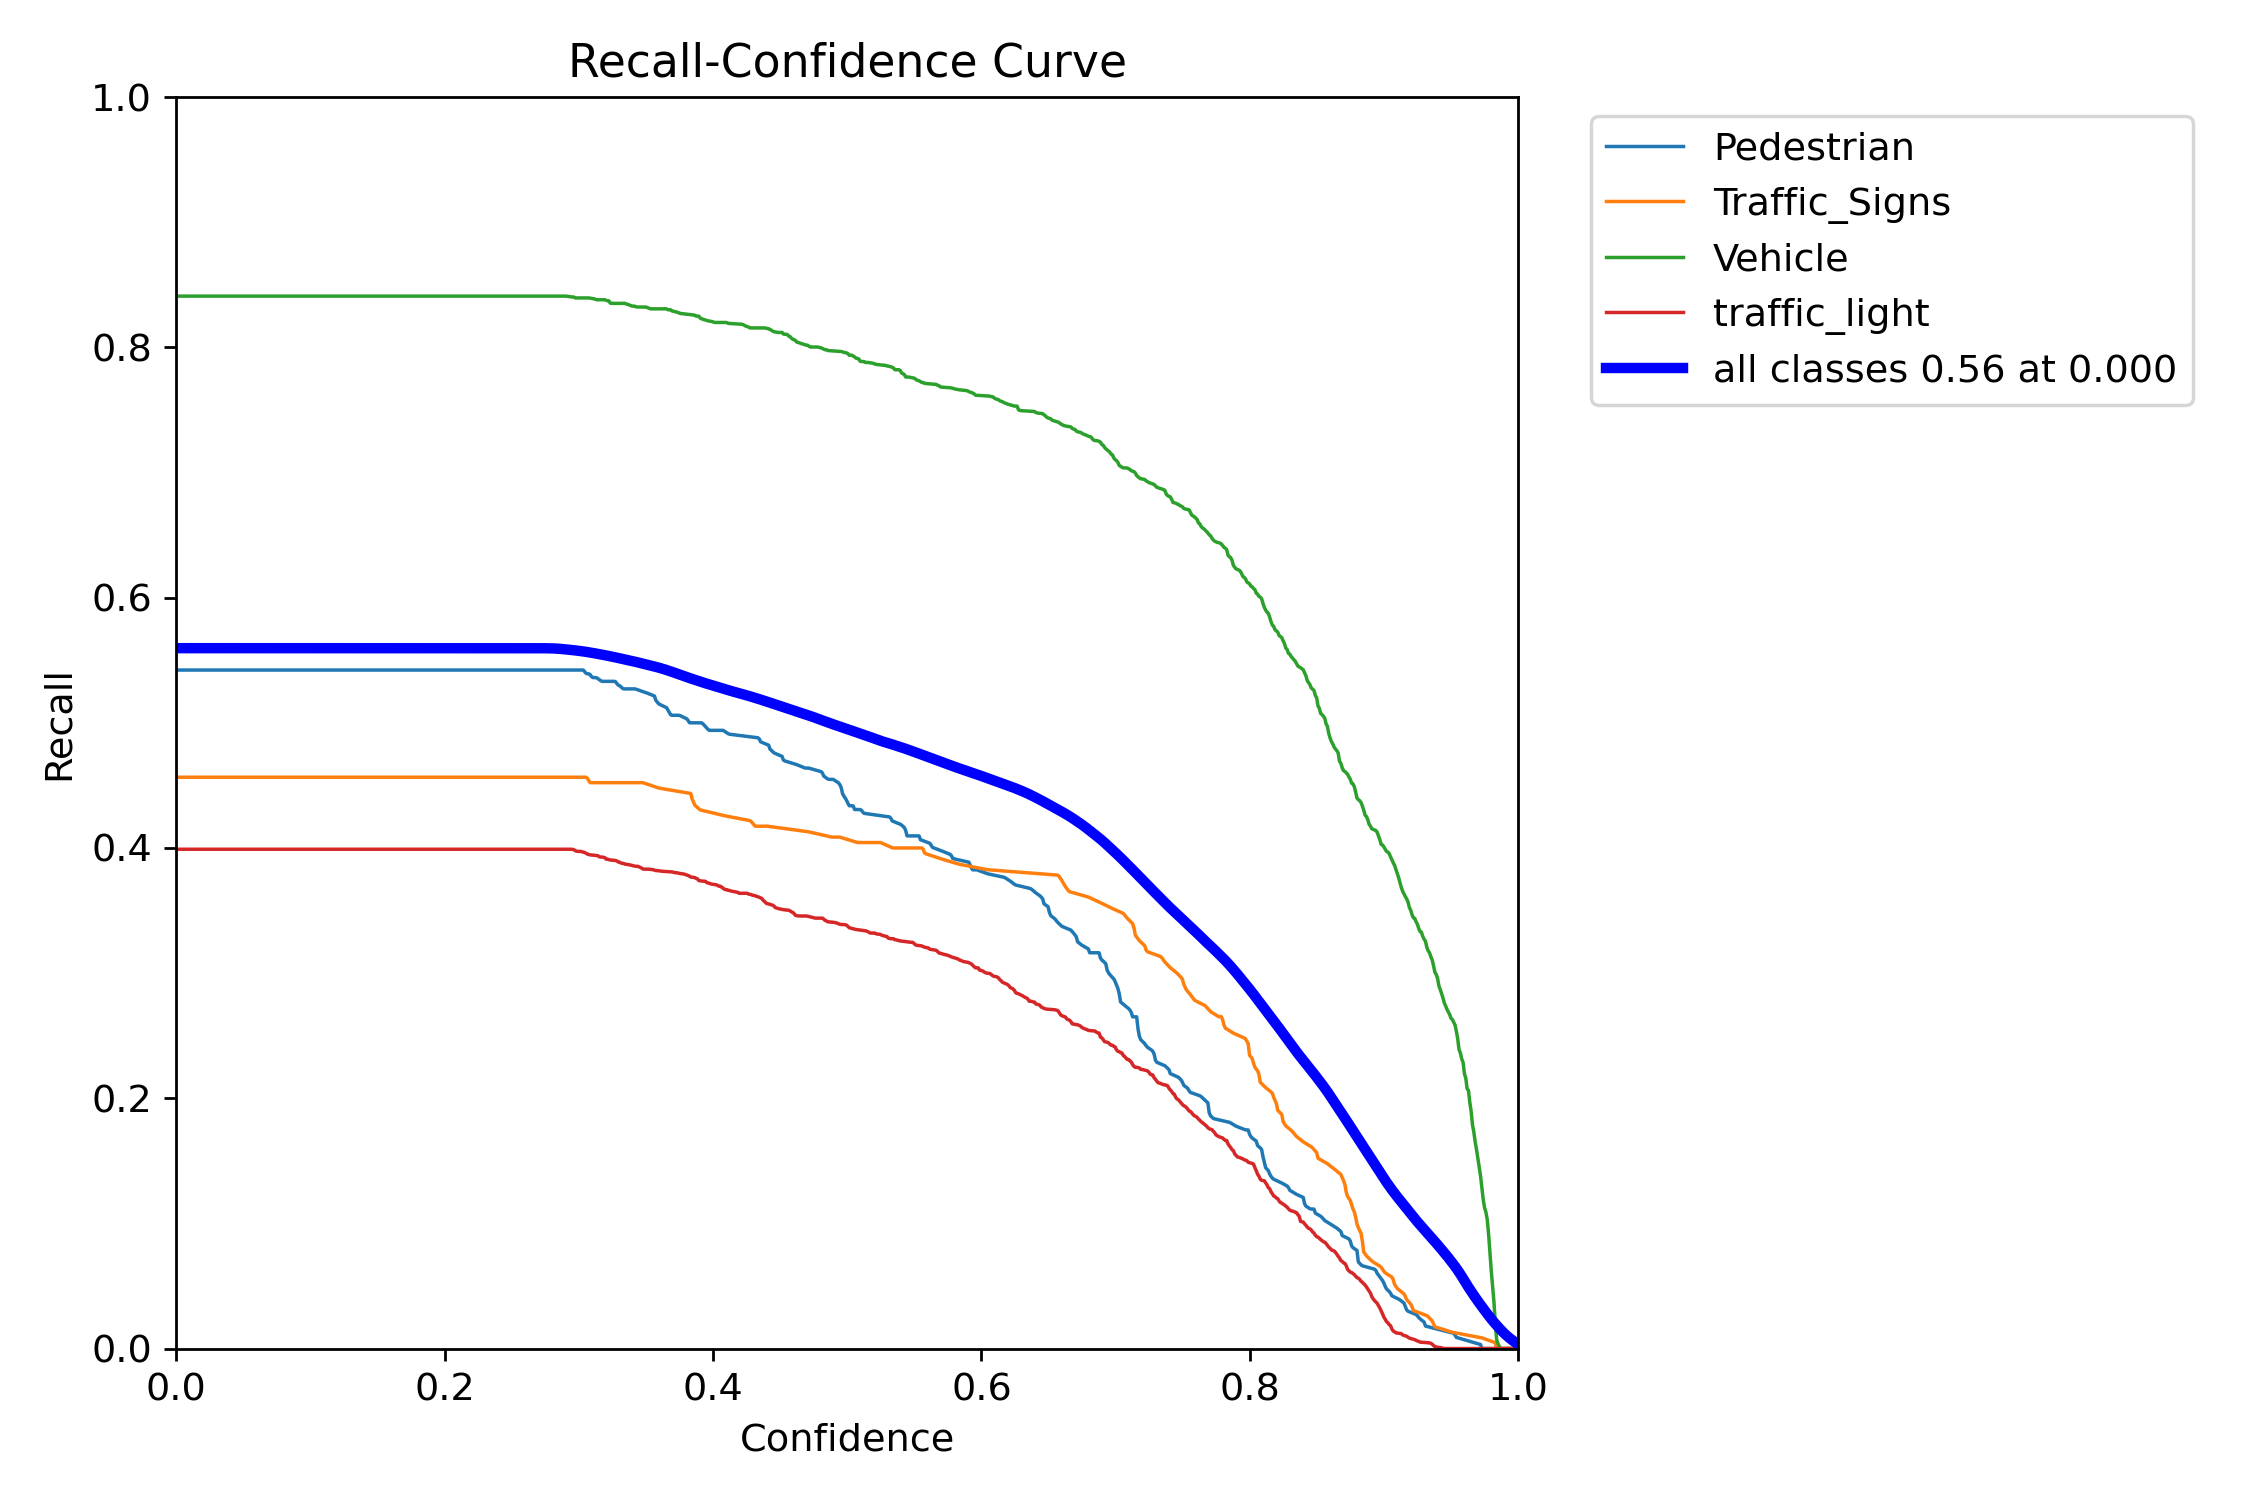 Recall-Confidence Curve
1.0
0.8
0.6
0.4
0.2
0.0
Recall
0.0 0.2 0.4 0.6 0.8 1.0
Confidence
Pedestrian
Traffic_Signs
Vehicle
traffic_light
all classes 0.56 at 0.000